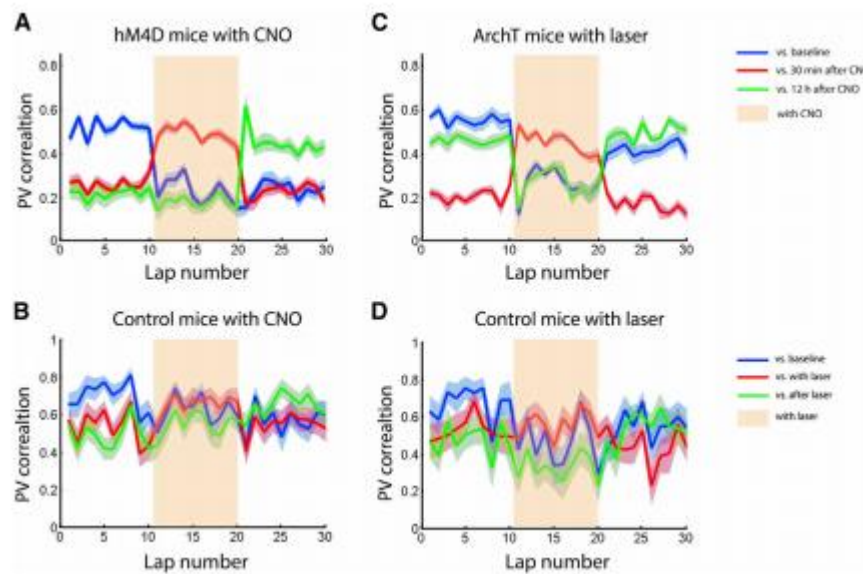 A
hM4D mice with CNO
PV correaltion
0.8
0.6
0.4
0.2
0
0 5 10 15 20 25 30
Lap number
C
ArchT mice with laser
PV correaltion
0.8
0.6
0.4
0.2
0
0 5 10 15 20 25 30
Lap number
vs. baseline
vs. 30 min after CN
vs. 12 h after CNO
with CNO
B
Control mice with CNO
PV correaltion
1
0.8
0.6
0.4
0.2
0
0 5 10 15 20 25 30
Lap number
D
Control mice with laser
PV correaltion
1
0.8
0.6
0.4
0.2
0
0 5 10 15 20 25 30
Lap number
vs. baseline
vs. with laser
vs. after laser
with laser